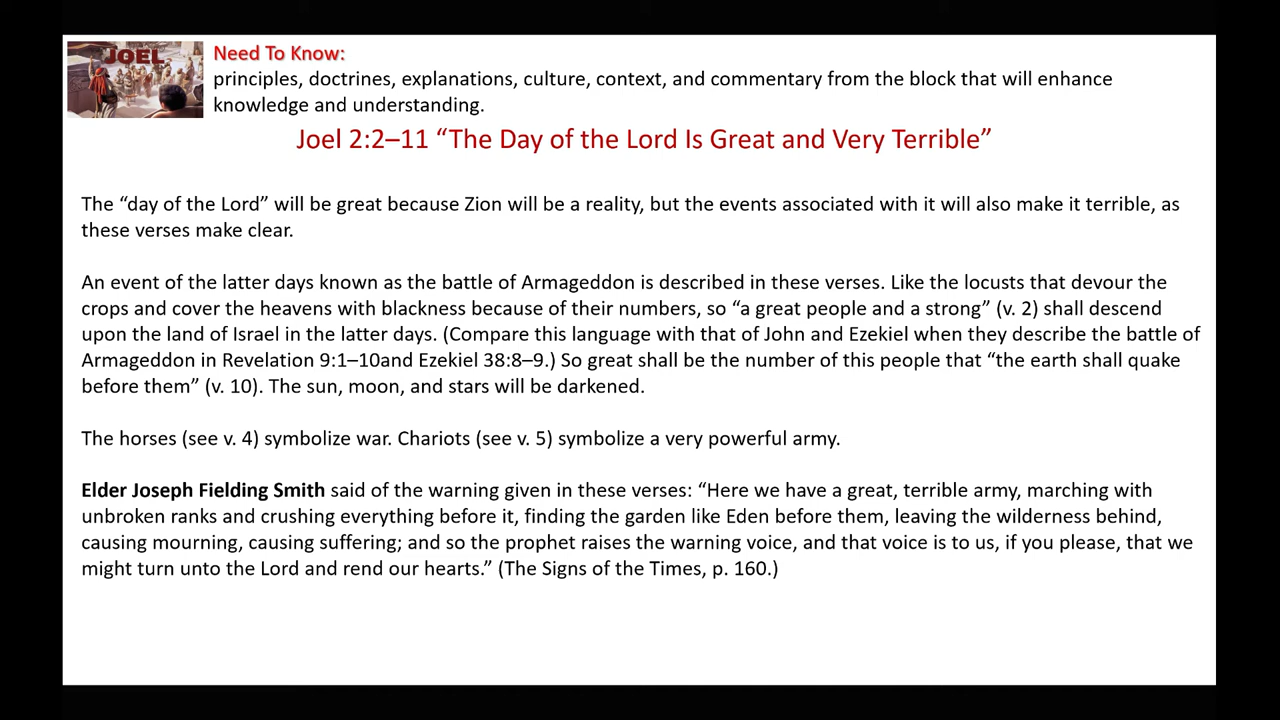 JOEL
Need To Know:
principles, doctrines, explanations, culture, context, and commentary from the block that will enhance
knowledge and understanding.
Joel 2:2–11 “The Day of the Lord Is Great and Very Terrible”
The “day of the Lord” will be great because Zion will be a reality, but the events associated with it will also make it terrible, as
these verses make clear.
An event of the latter days known as the battle of Armageddon is described in these verses. Like the locusts that devour the
crops and cover the heavens with blackness because of their numbers, so “a great people and a strong” (v. 2) shall descend
upon the land of Israel in the latter days. (Compare this language with that of John and Ezekiel when they describe the battle of
Armageddon in Revelation 9:1–10and Ezekiel 38:8–9.) So great shall be the number of this people that “the earth shall quake
before them” (v. 10). The sun, moon, and stars will be darkened.
The horses (see v. 4) symbolize war. Chariots (see v. 5) symbolize a very powerful army.
Elder Joseph Fielding Smith said of the warning given in these verses: “Here we have a great, terrible army, marching with
unbroken ranks and crushing everything before it, finding the garden like Eden before them, leaving the wilderness behind,
causing mourning, causing suffering; and so the prophet raises the warning voice, and that voice is to us, if you please, that we
might turn unto the Lord and rend our hearts.” (The Signs of the Times, p. 160.)